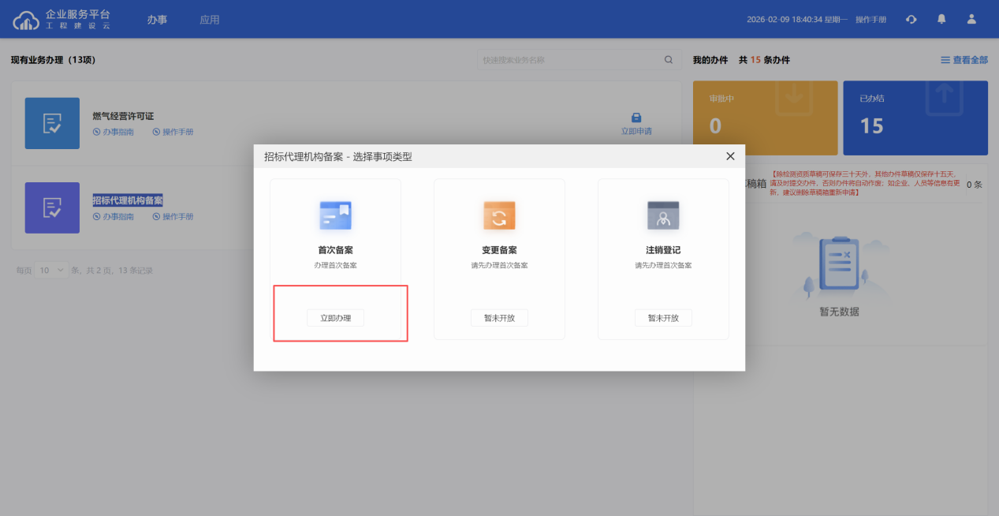 企业服务平台
工程建设云
办事
应用
2026-02-09 18:40:34 星期一
操作手册
现有业务办理（13项）
快速搜索业务名称
我的办件 共 15 条办件
查看全部
燃气经营许可证
办事指南
操作手册
立即申请
审批中
0
已办结
15
招标代理机构备案
办事指南
操作手册
每页 10 条，共 2 页，13 条记录
稿箱
【除检测资质草稿可保存三十天外，其他办件草稿仅保存十五天，
请及时提交办件，否则办件将自动作废；如企业、人员等信息有更
新，建议删除草稿箱重新申请】
0 条
暂无数据
招标代理机构备案 - 选择事项类型
首次备案
办理首次备案
立即办理
变更备案
请先办理首次备案
暂未开放
注销登记
请先办理首次备案
暂未开放